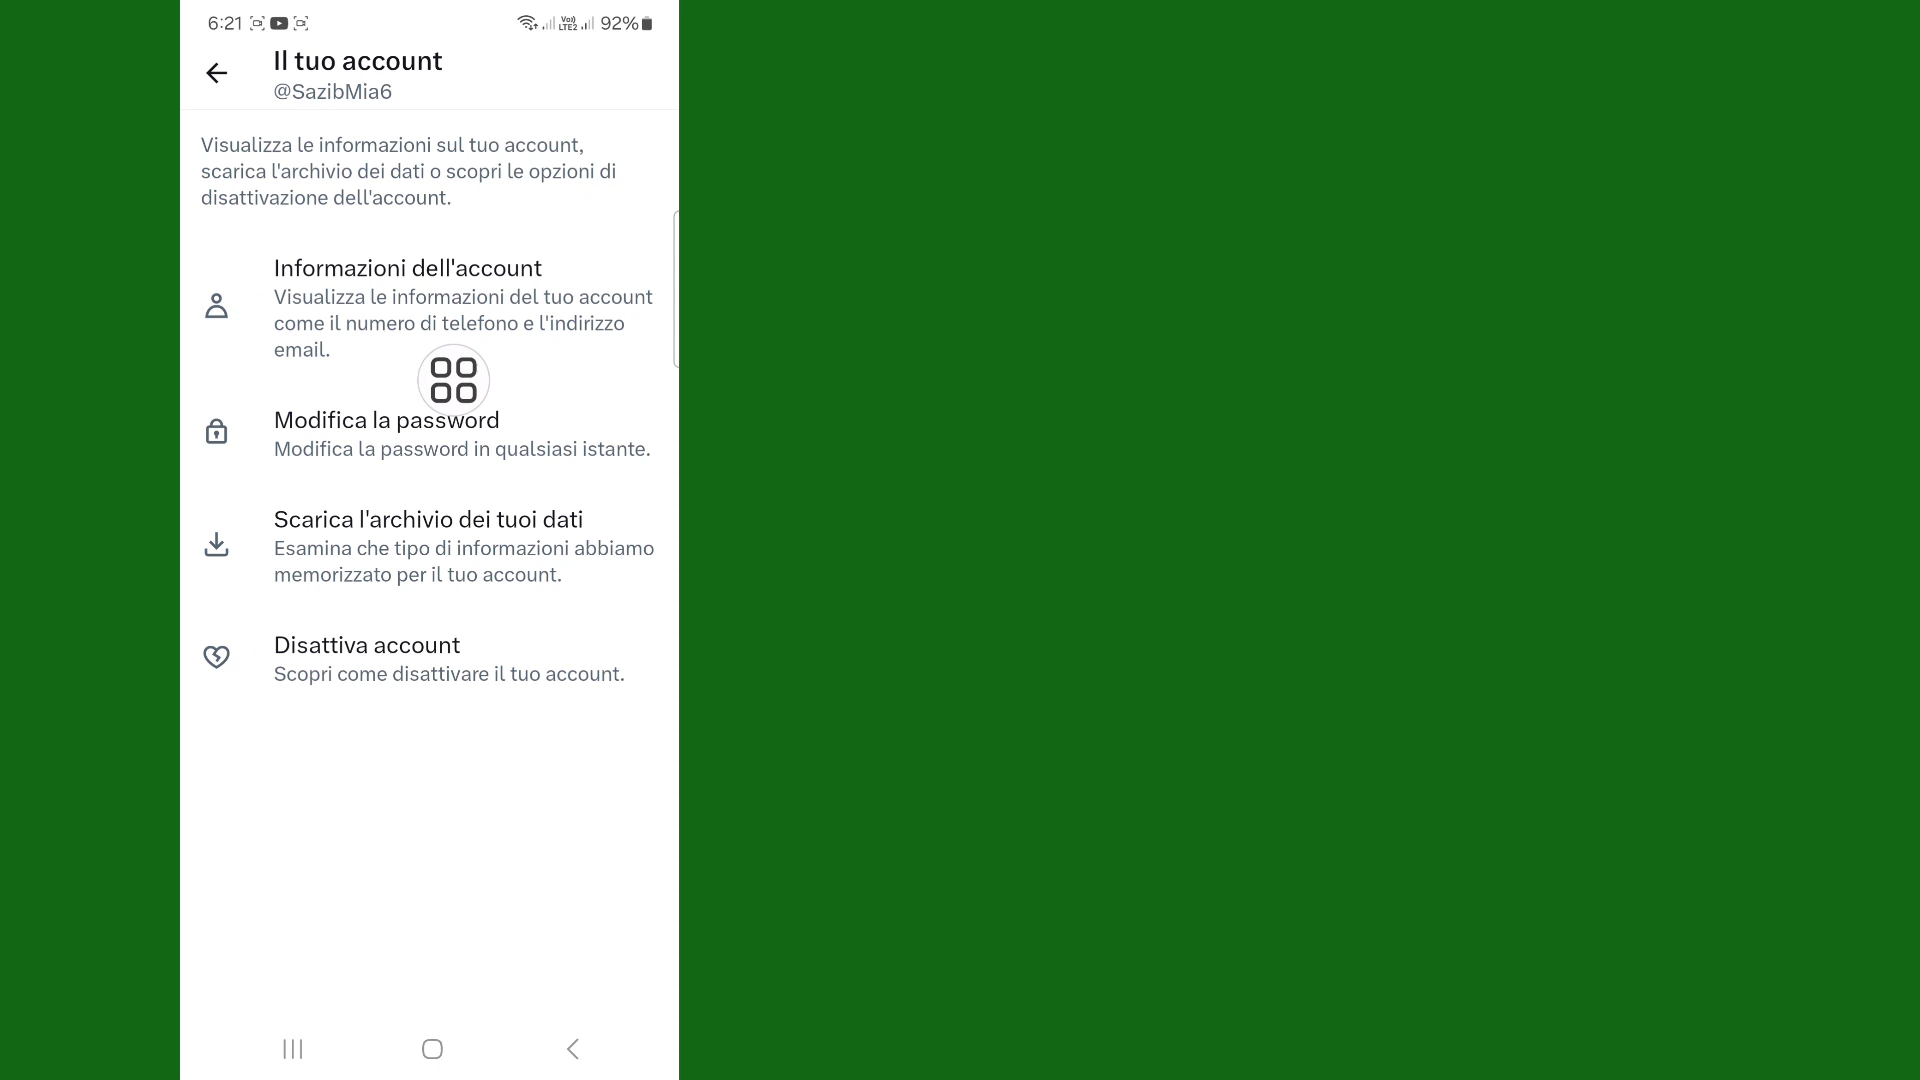 6:21 Vo)) LTE2 92%
Il tuo account
@SazibMia6
Visualizza le informazioni sul tuo account,
scarica l'archivio dei dati o scopri le opzioni di
disattivazione dell'account.
Informazioni dell'account
Visualizza le informazioni del tuo account
come il numero di telefono e l'indirizzo
email.
Modifica la password
Modifica la password in qualsiasi istante.
Scarica l'archivio dei tuoi dati
Esamina che tipo di informazioni abbiamo
memorizzato per il tuo account.
Disattiva account
Scopri come disattivare il tuo account.